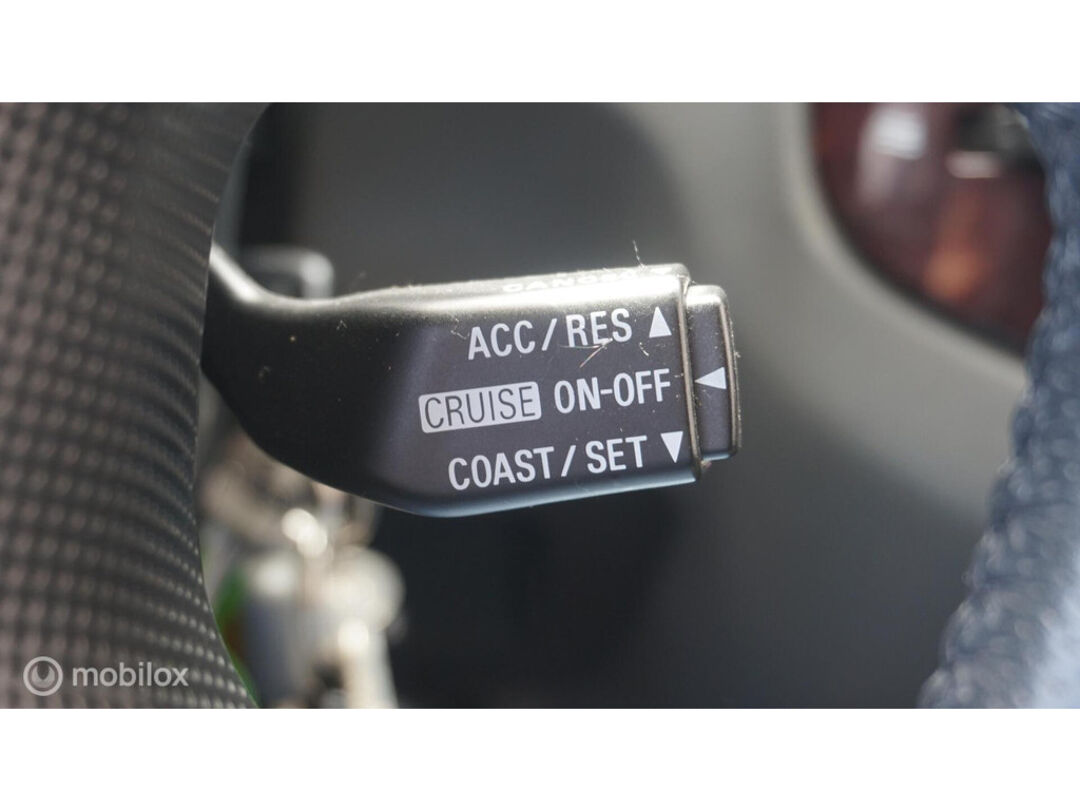 ACC/RES ▲
CRUISE ON-OFF ◀
COAST/SET ▼
mobilox